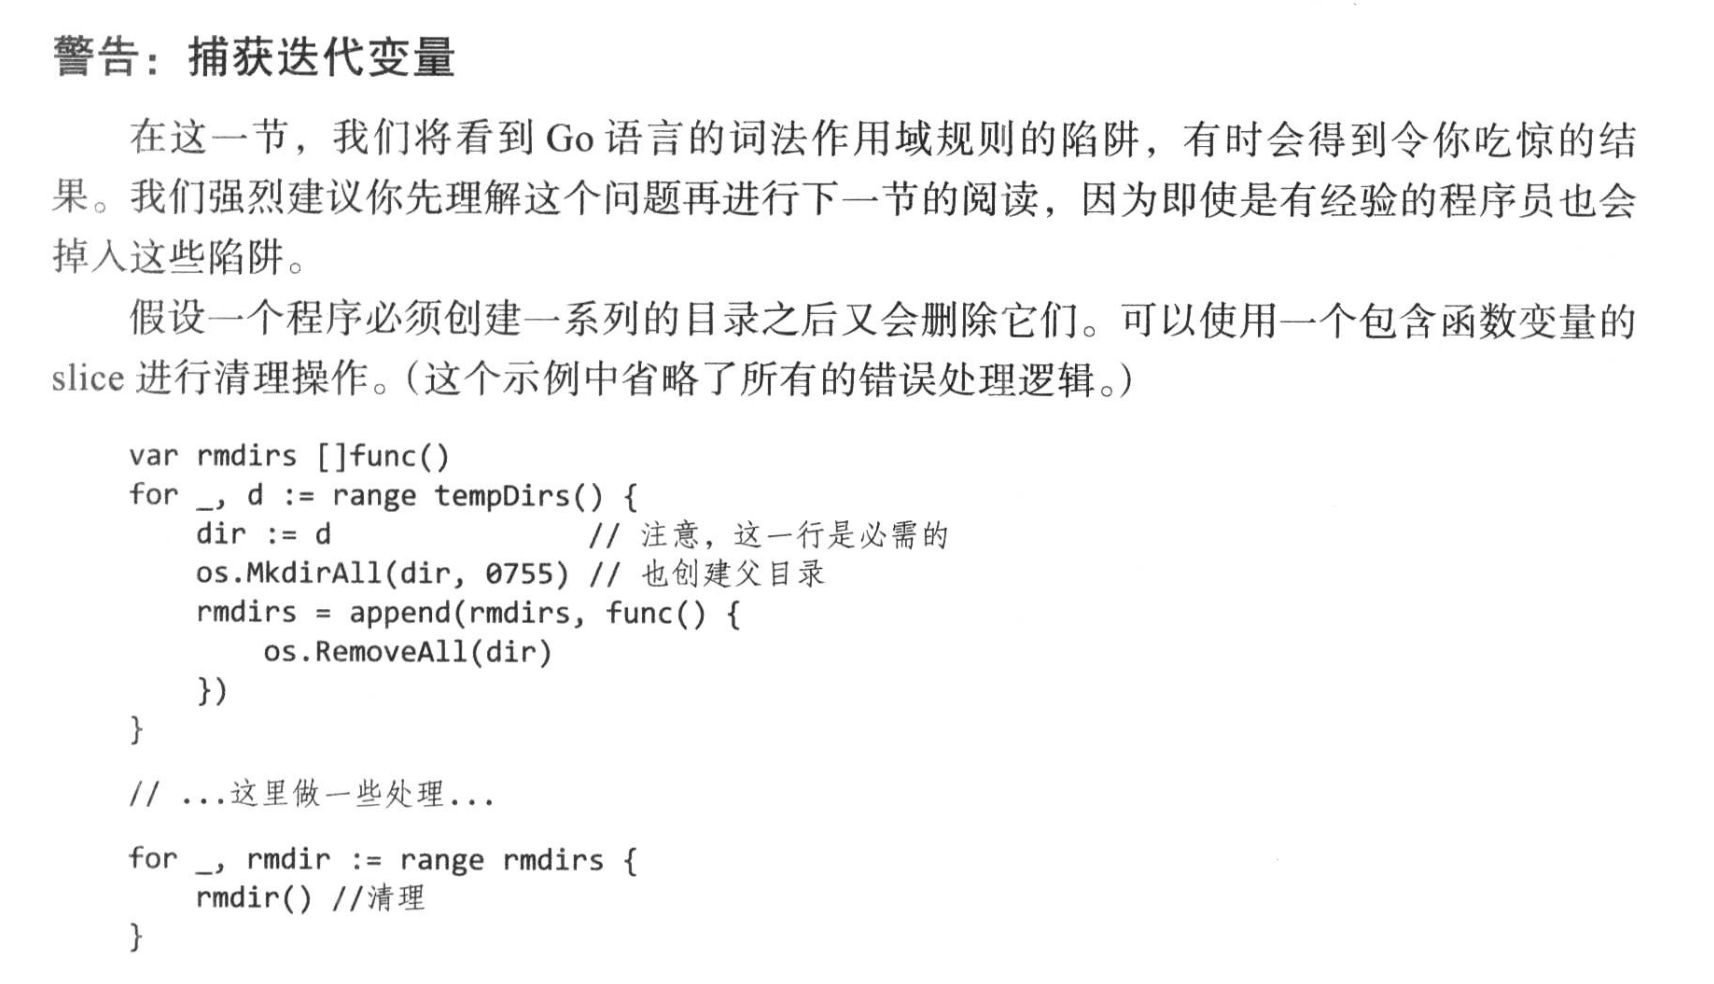 警告：捕获迭代变量
在这一节，我们将看到 Go 语言的词法作用域规则的陷阱，有时会得到令你吃惊的结
果。我们强烈建议你先理解这个问题再进行下一节的阅读，因为即使是有经验的程序员也会
掉入这些陷阱。
假设一个程序必须创建一系列的目录之后又会删除它们。可以使用一个包含函数变量的
slice 进行清理操作。（这个示例中省略了所有的错误处理逻辑。）
var rmdirs []func()
for _, d := range tempDirs() {
    dir := d               // 注意，这一行是必需的
    os.MkdirAll(dir, 0755) // 也创建父目录
    rmdirs = append(rmdirs, func() {
        os.RemoveAll(dir)
    })
}
// ...这里做一些处理...
for _, rmdir := range rmdirs {
    rmdir() //清理
}